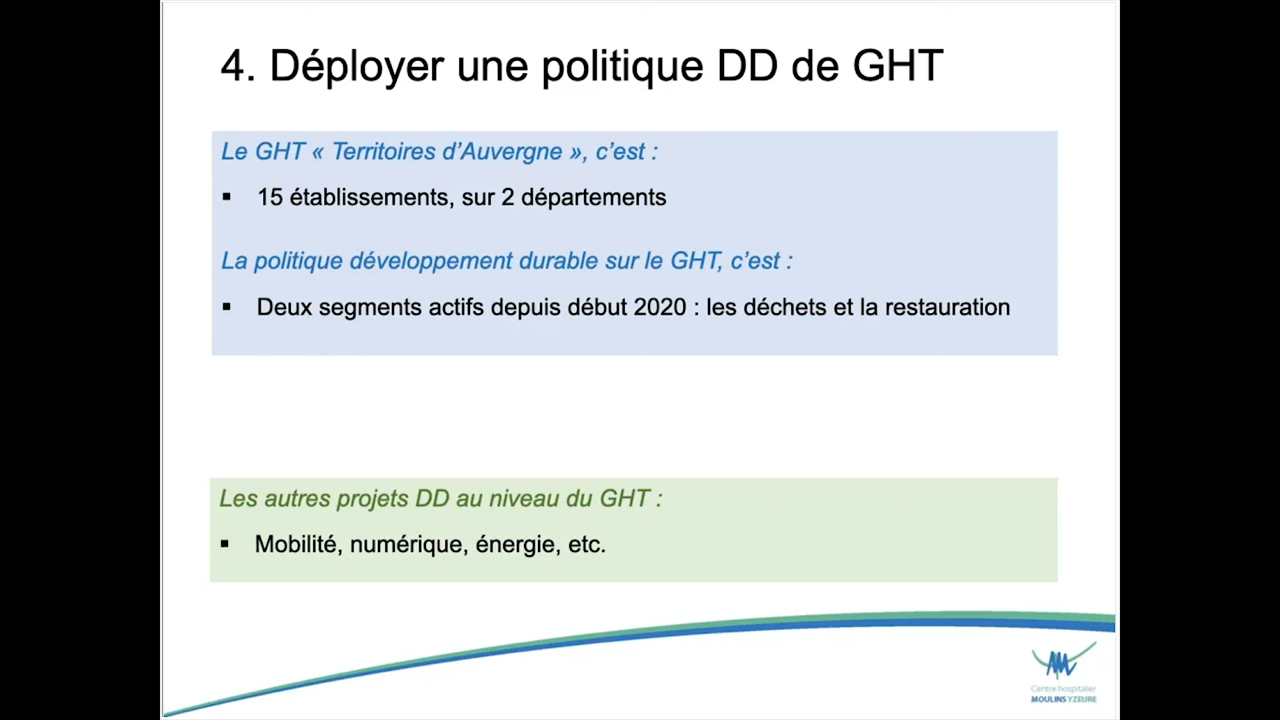 4. Déployer une politique DD de GHT
Le GHT « Territoires d’Auvergne », c’est :
▪ 15 établissements, sur 2 départements
La politique développement durable sur le GHT, c’est :
▪ Deux segments actifs depuis début 2020 : les déchets et la restauration
Les autres projets DD au niveau du GHT :
▪ Mobilité, numérique, énergie, etc.
Centre hospitalier
MOULINS YZEURE